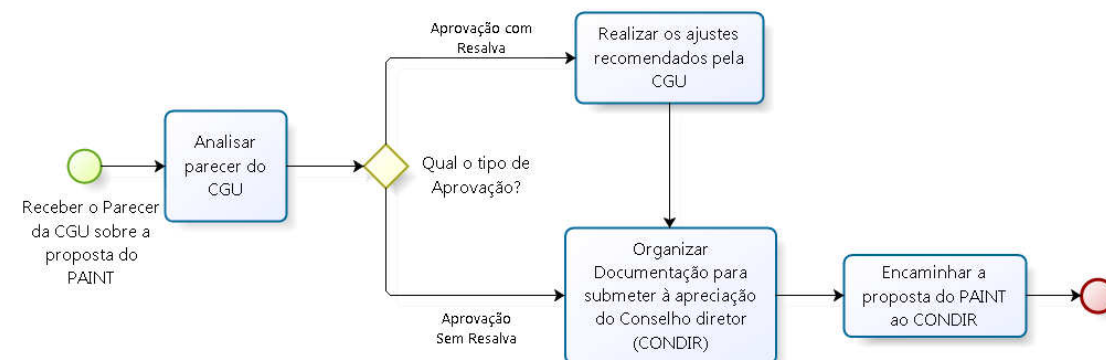 Receber o Parecer
da CGU sobre a
proposta do
PAINT
Analisar
parecer do
CGU
Qual o tipo de
Aprovação?
Aprovação com
Resalva
Realizar os ajustes
recomendados pela
CGU
Aprovação
Sem Resalva
Organizar
Documentação para
submeter à apreciação
do Conselho diretor
(CONDIR)
Encaminhar a
proposta do PAINT
ao CONDIR